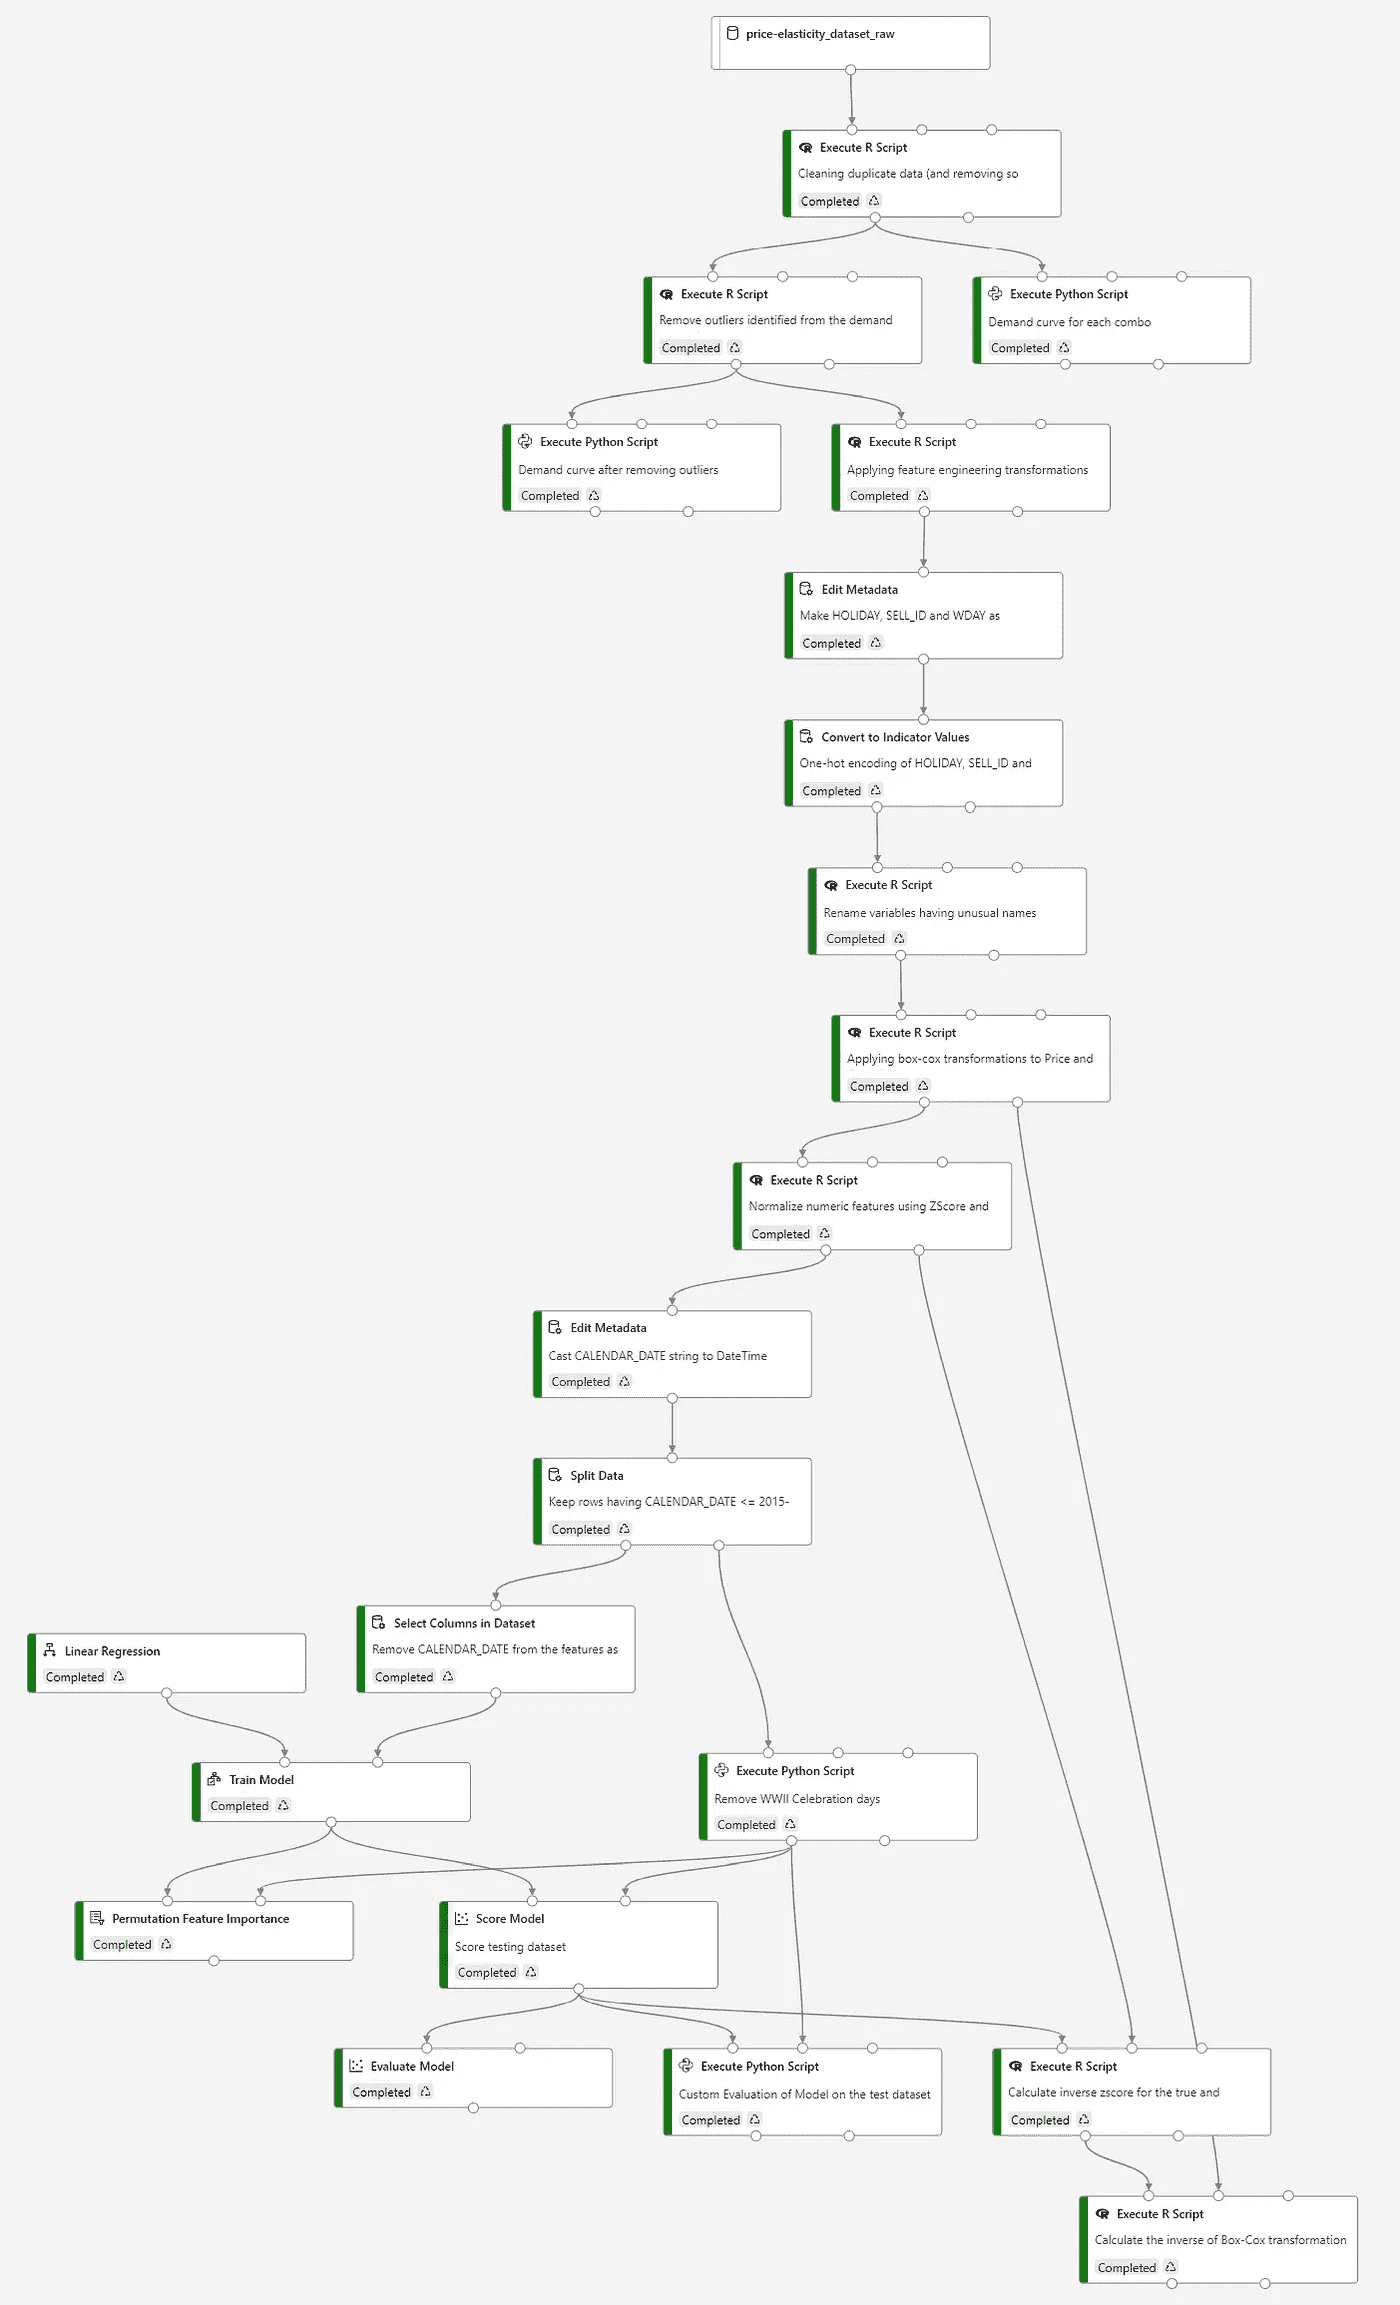 price-elasticity_dataset_raw
Execute R Script
Cleaning duplicate data (and removing so
Completed
Execute R Script
Remove outliers identified from the demand
Completed
Execute Python Script
Demand curve for each combo
Completed
Execute Python Script
Demand curve after removing outliers
Completed
Execute R Script
Applying feature engineering transformations
Completed
Edit Metadata
Make HOLIDAY, SELL_ID and WDAY as
Completed
Convert to Indicator Values
One-hot encoding of HOLIDAY, SELL_ID and
Completed
Execute R Script
Rename variables having unusual names
Completed
Execute R Script
Applying box-cox transformations to Price and
Completed
Execute R Script
Normalize numeric features using ZScore and
Completed
Edit Metadata
Cast CALENDAR_DATE string to DateTime
Completed
Split Data
Keep rows having CALENDAR_DATE <= 2015-
Completed
Select Columns in Dataset
Remove CALENDAR_DATE from the features as
Completed
Linear Regression
Completed
Train Model
Completed
Execute Python Script
Remove WWII Celebration days
Completed
Permutation Feature Importance
Completed
Score Model
Score testing dataset
Completed
Evaluate Model
Completed
Execute Python Script
Custom Evaluation of Model on the test dataset
Completed
Execute R Script
Calculate inverse zscore for the true and
Completed
Execute R Script
Calculate the inverse of Box-Cox transformation
Completed